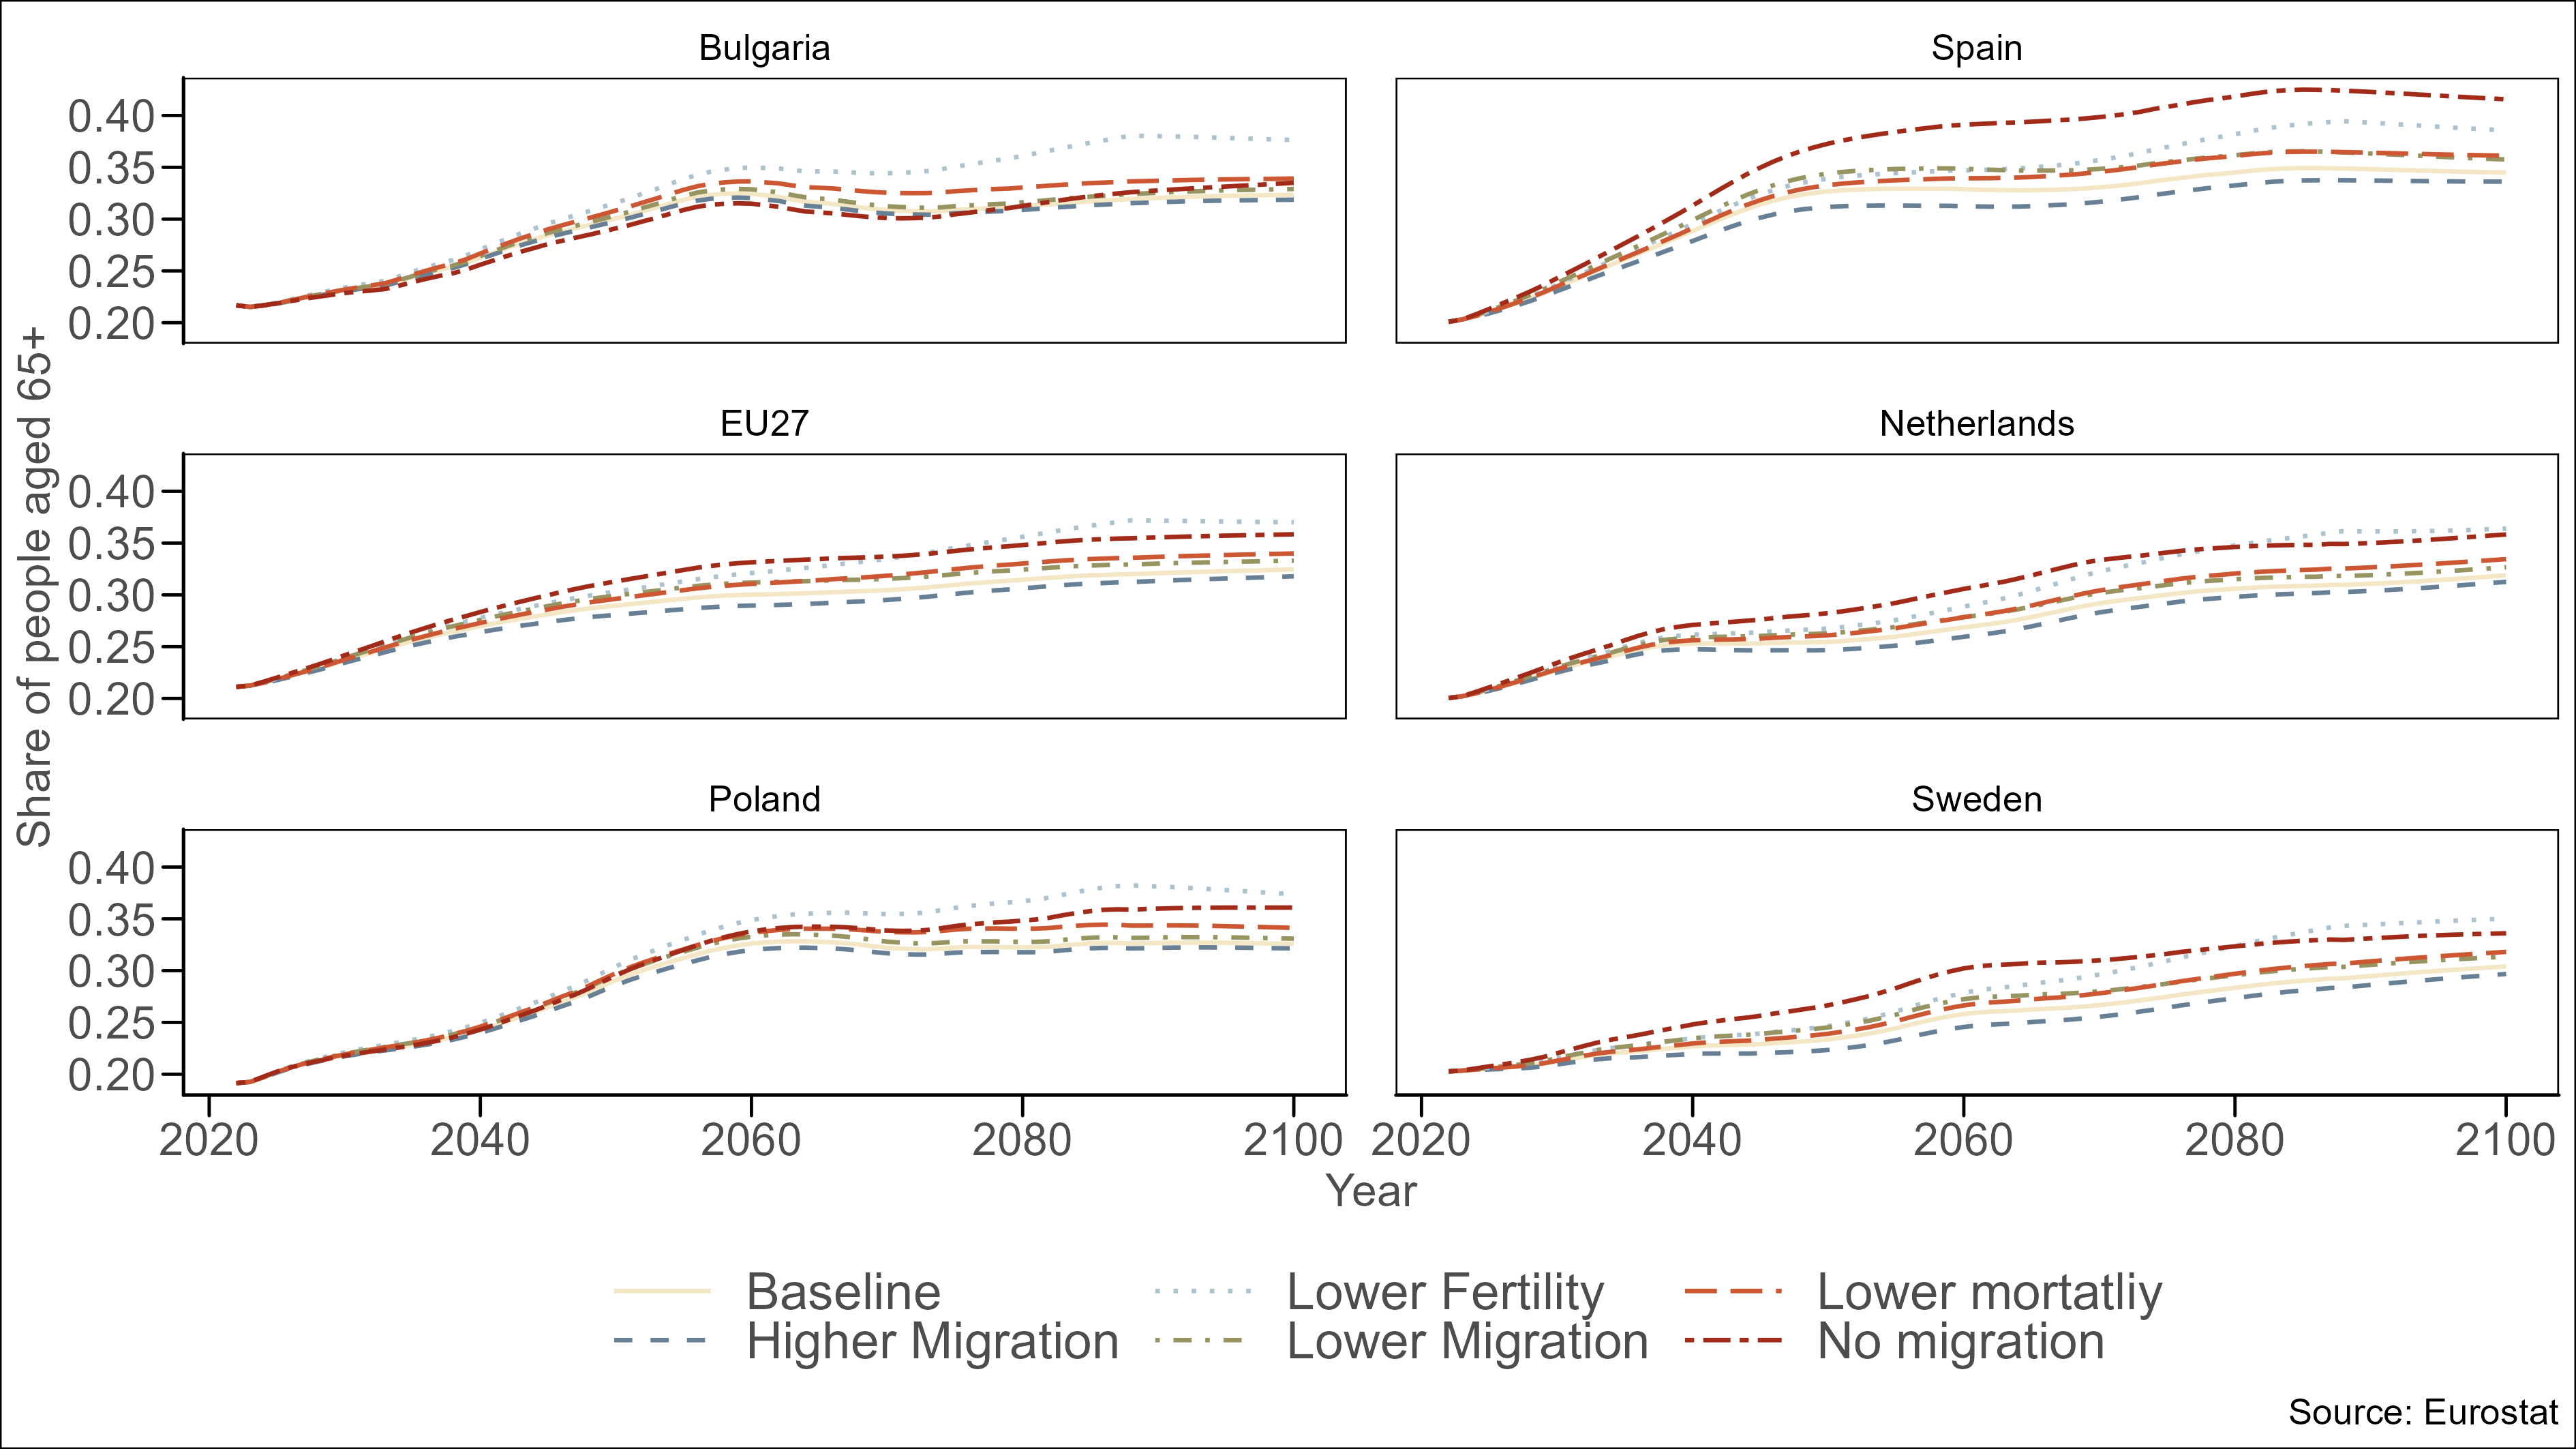 Bulgaria
Spain
0.40
0.35
0.30
0.25
0.20
EU27
Netherlands
0.40
0.35
0.30
0.25
0.20
Share of people aged 65+
Poland
Sweden
0.40
0.35
0.30
0.25
0.20
2020 2040 2060 2080 2100 2020 2040 2060 2080 2100
Year
Baseline Lower Fertility Lower mortatliy
Higher Migration Lower Migration No migration
Source: Eurostat